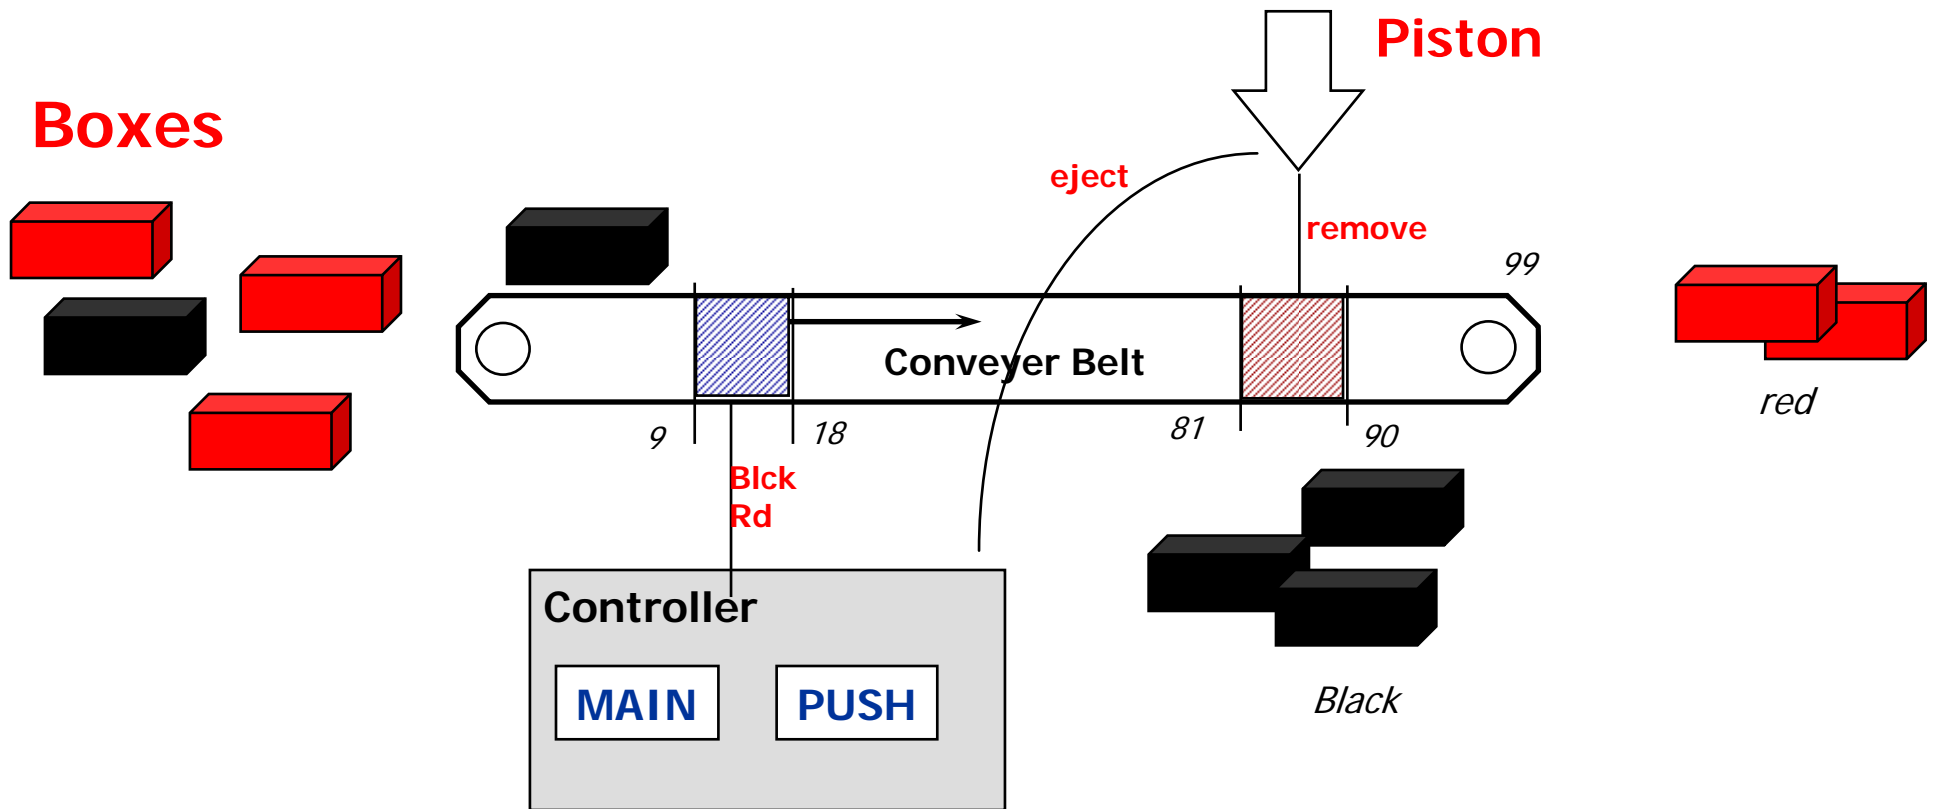 Piston
Boxes
eject
remove
99
Conveyer Belt
9
18
81
90
red
Blck
Rd
Controller
MAIN
PUSH
Black